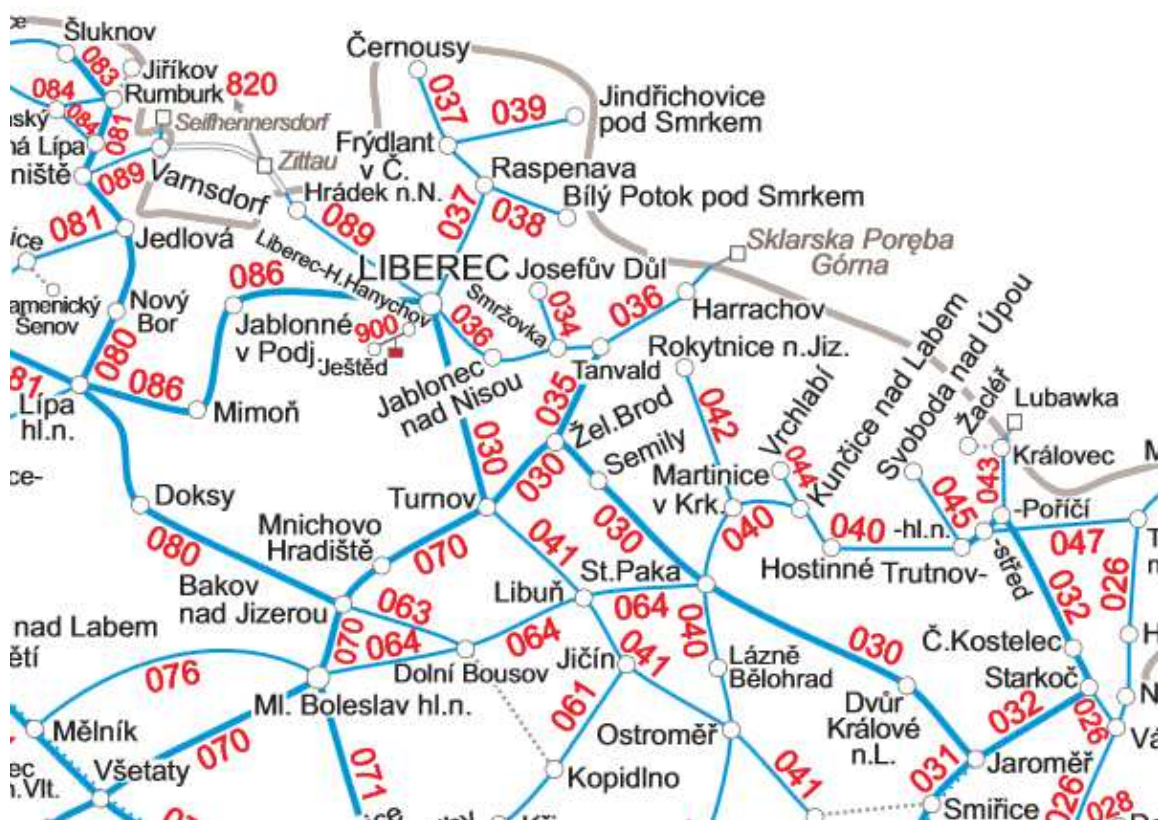 Šluknov
083
Jiříkov
084
Rumburk
820
084
081
Seifhennersdorf
Zittau
089
Varnsdorf
Hrádek n.N.
089
Černousy
037
039
Jindřichovice
pod Smrkem
Frýdlant
v Č.
Raspenava
037
038
Bílý Potok pod Smrkem
081
Jedlová
Liberec-H.Hanychov
LIBEREC
Josefův Důl
Sklarska Poręba
Górna
086
Nový
Bor
Šenov
Jablonné
v Podj.
900
Ještěd
036
Smržovka
034
036
Harrachov
080
086
Mimoň
Lípa
hl.n.
Jablonec
nad Nisou
Tanvald
035
Rokytnice n.Jiz.
042
Vrchlabí
044
Kunčice nad Labem
Svoboda nad Úpou
Žacléř
Lubawka
Královec
043
Žel.Brod
Semily
030
030
Martinice
v Krk.
040
040
-hl.n.
045
-Poříčí
-střed
047
Hostinné
Trutnov-
Doksy
080
Turnov
Mnichovo
Hradiště
070
041
030
Bakov
nad Jizerou
063
Libuň
St.Paka
064
040
032
026
nad Labem
070
064
064
Dolní Bousov
Jičín
041
Lázně
Bělohrad
030
Č.Kostelec
Starkoč
076
Ml. Boleslav hl.n.
061
Dvůr
Králové
n.L.
032
026
Mělník
070
Ostroměř
041
Všetaty
071
Kopidlno
031
Jaroměř
Smiřice
026
028